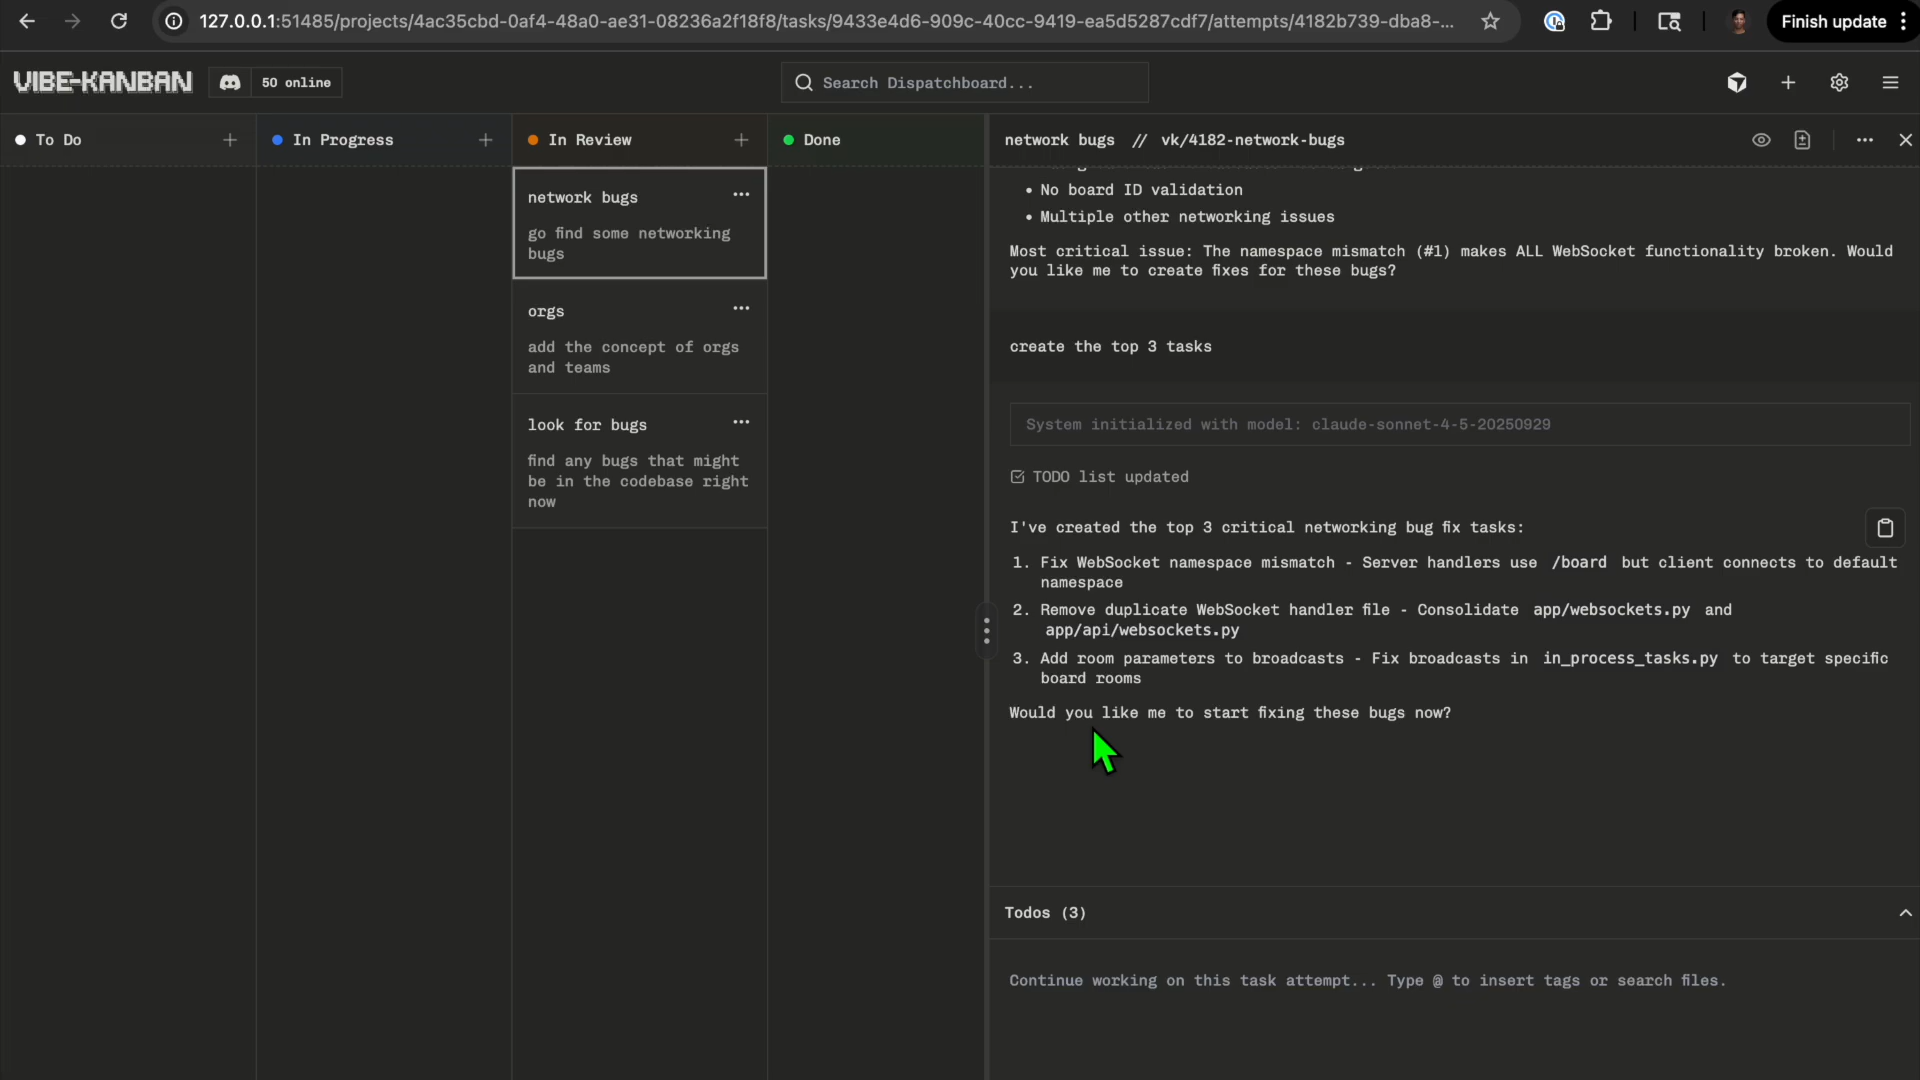 127.0.0.1:51485/projects/4ac35cbd-0af4-48a0-ae31-08236a2f18f8/tasks/9433e4d6-909c-40cc-9419-ea5d5287cdf7/attempts/4182b739-dba8-...
Finish update
VIBE-KANBAN
50 online
Search Dispatchboard...
To Do
In Progress
In Review
Done
network bugs
go find some networking
bugs
orgs
add the concept of orgs
and teams
look for bugs
find any bugs that might
be in the codebase right
now
network bugs // vk/4182-network-bugs
• No board ID validation
• Multiple other networking issues
Most critical issue: The namespace mismatch (#1) makes ALL WebSocket functionality broken. Would
you like me to create fixes for these bugs?
create the top 3 tasks
System initialized with model: claude-sonnet-4-5-20250929
TODO list updated
I've created the top 3 critical networking bug fix tasks:
1. Fix WebSocket namespace mismatch - Server handlers use /board but client connects to default
namespace
2. Remove duplicate WebSocket handler file - Consolidate app/websockets.py and
app/api/websockets.py
3. Add room parameters to broadcasts - Fix broadcasts in in_process_tasks.py to target specific
board rooms
Would you like me to start fixing these bugs now?
Todos (3)
Continue working on this task attempt... Type @ to insert tags or search files.